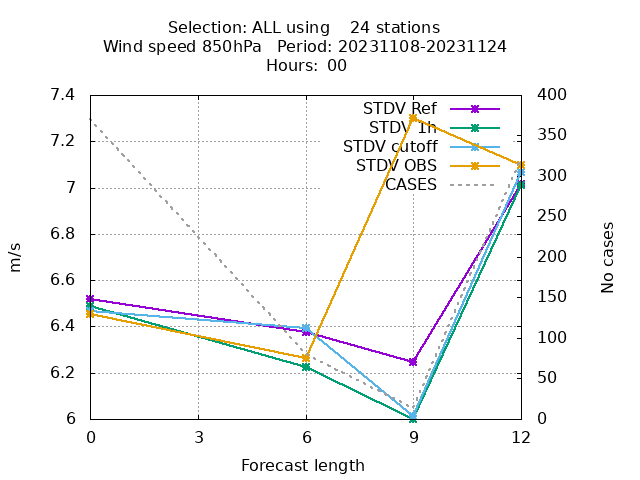 Selection: ALL using    24 stations
Wind speed 850hPa   Period: 20231108-20231124
Hours:  00
7.4
7.2
7
6.8
6.6
6.4
6.2
6
m/s
STDV Ref
STDV 1h
STDV cutoff
STDV OBS
CASES
400
350
300
250
200
150
100
50
0
No cases
0 3 6 9 12
Forecast length